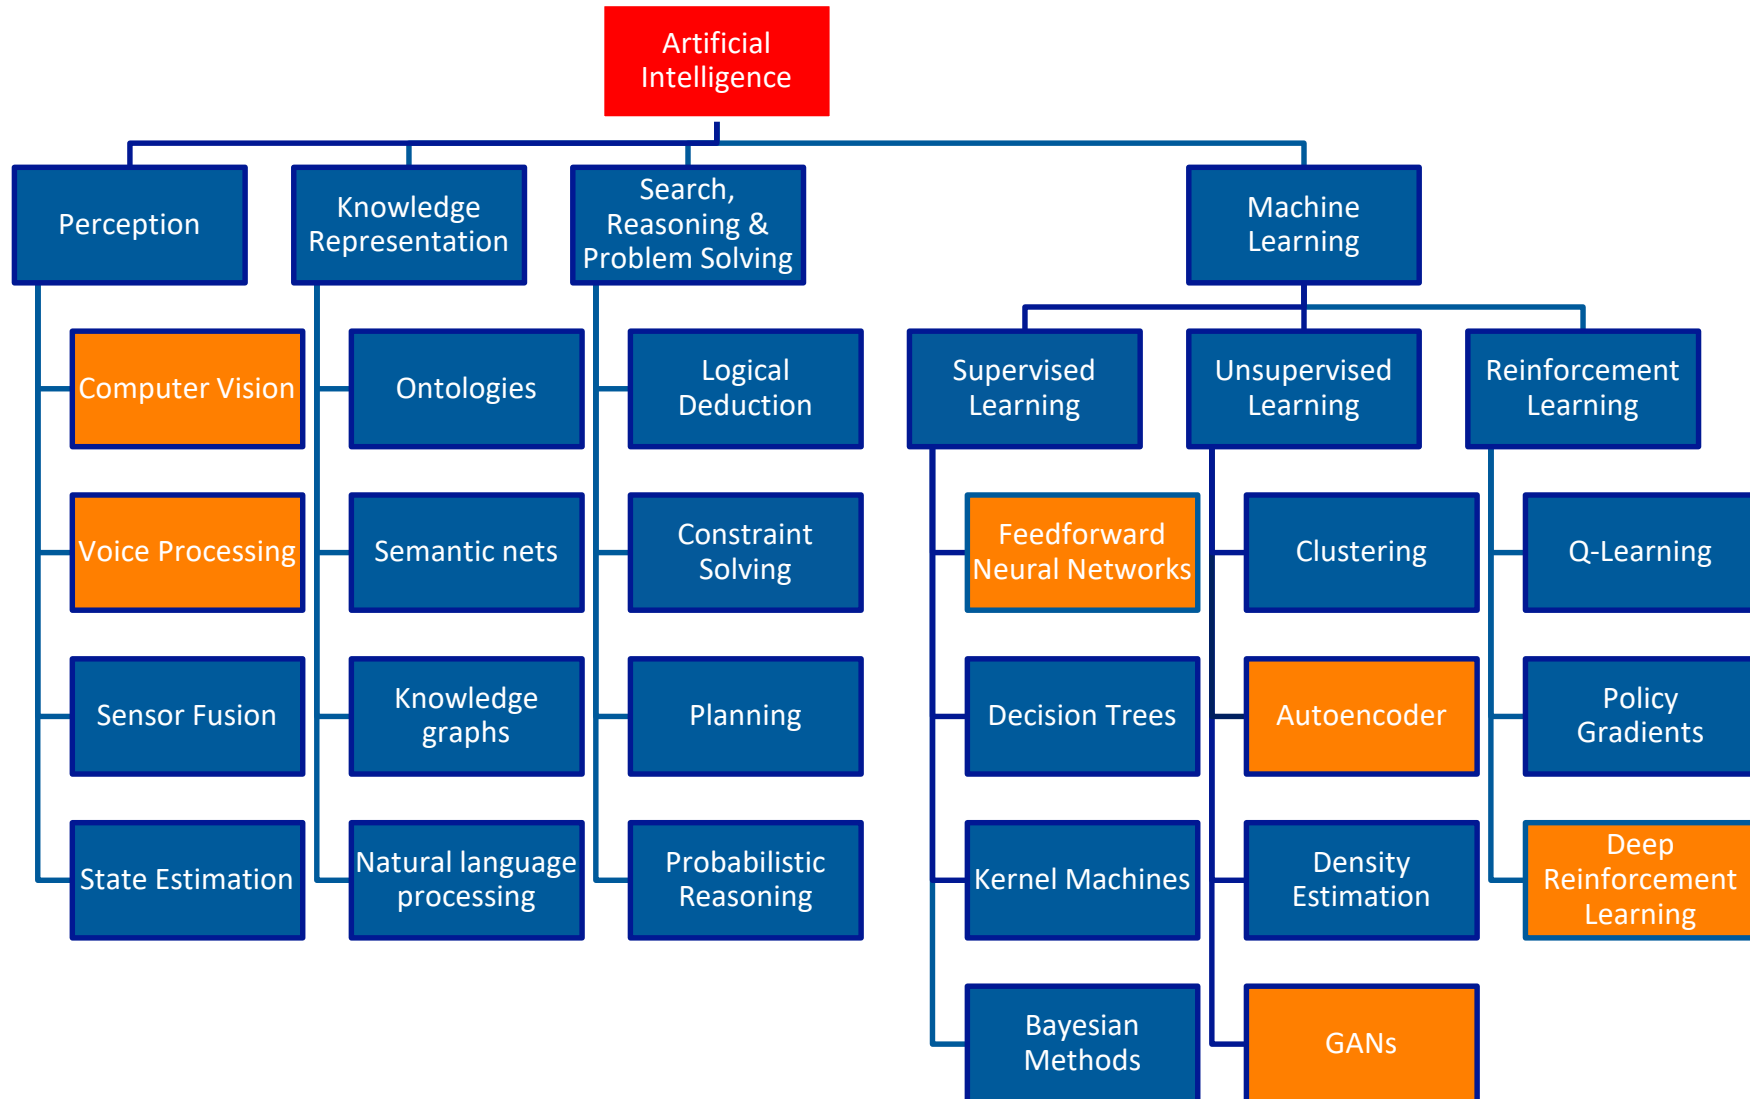 Artificial
Intelligence
Perception
Knowledge
Representation
Search,
Reasoning &
Problem Solving
Machine
Learning
Computer Vision
Ontologies
Logical
Deduction
Supervised
Learning
Unsupervised
Learning
Reinforcement
Learning
Voice Processing
Semantic nets
Constraint
Solving
Feedforward
Neural Networks
Clustering
Q-Learning
Sensor Fusion
Knowledge
graphs
Planning
Decision Trees
Autoencoder
Policy
Gradients
State Estimation
Natural language
processing
Probabilistic
Reasoning
Kernel Machines
Density
Estimation
Deep
Reinforcement
Learning
Bayesian
Methods
GANs